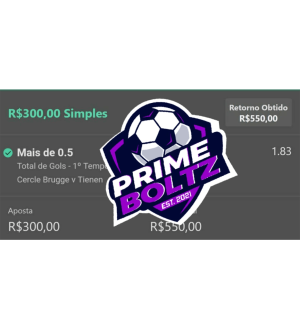 R$300,00 Simples
Retorno Obtido
R$550,00
Mais de 0.5
1.83
Total de Gols - 1º Temp
Cercle Brugge v Tienen
PRIME
BOLTZ
EST. 2021
Aposta
R$300,00
R$550,00